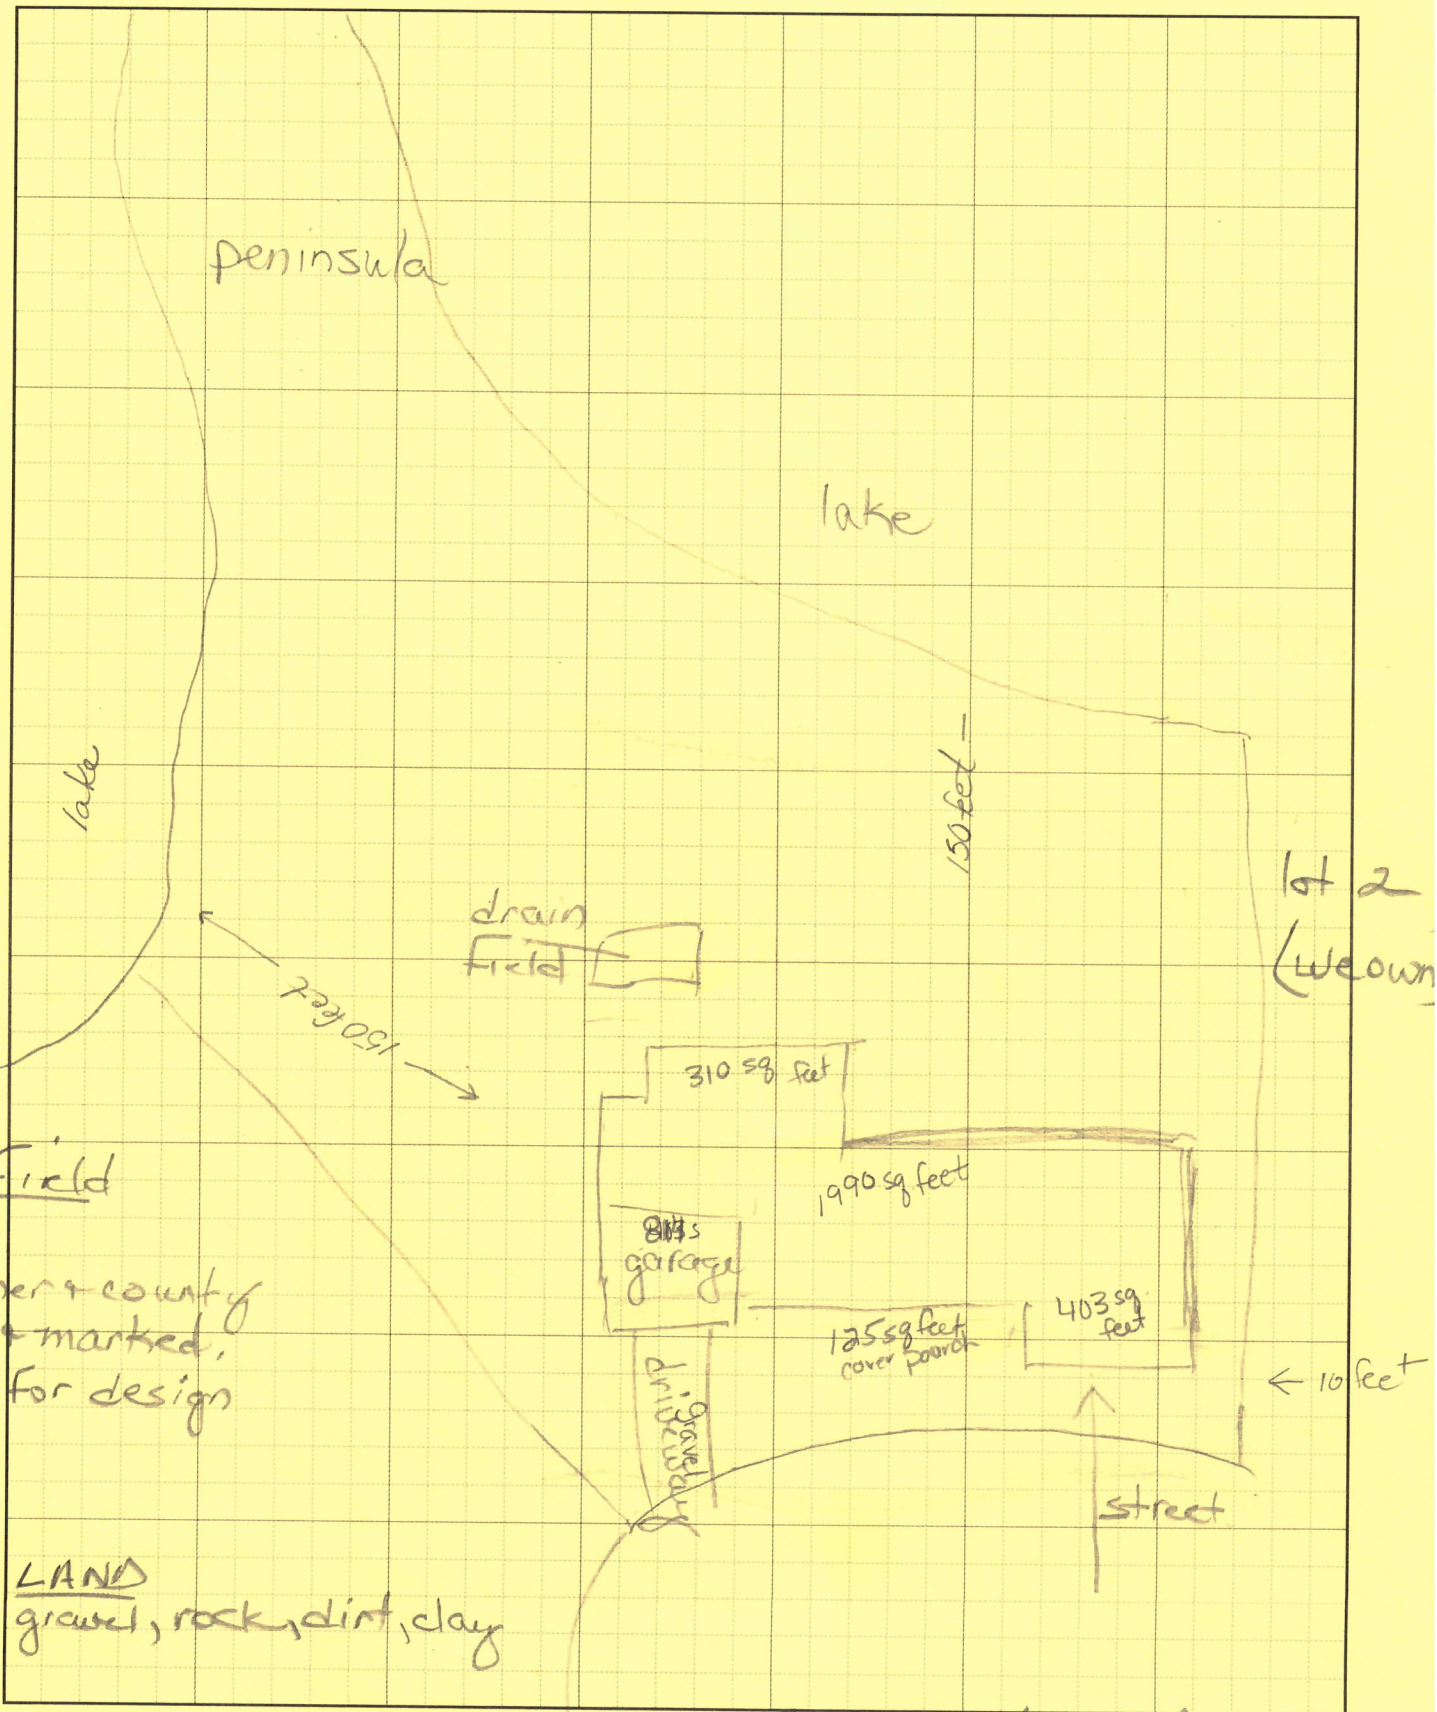 peninsula
lake
lake
150 feet
lot 2
(we own
drain
Field
150 feet
310 sq feet
Field
1990 sq feet
garage
er & county
& marked,
for design
403 sq
feet
125 sq feet
cover poorch
← 10 feet
gravel
driveway
street
LAND
gravel, rock, dirt, clay